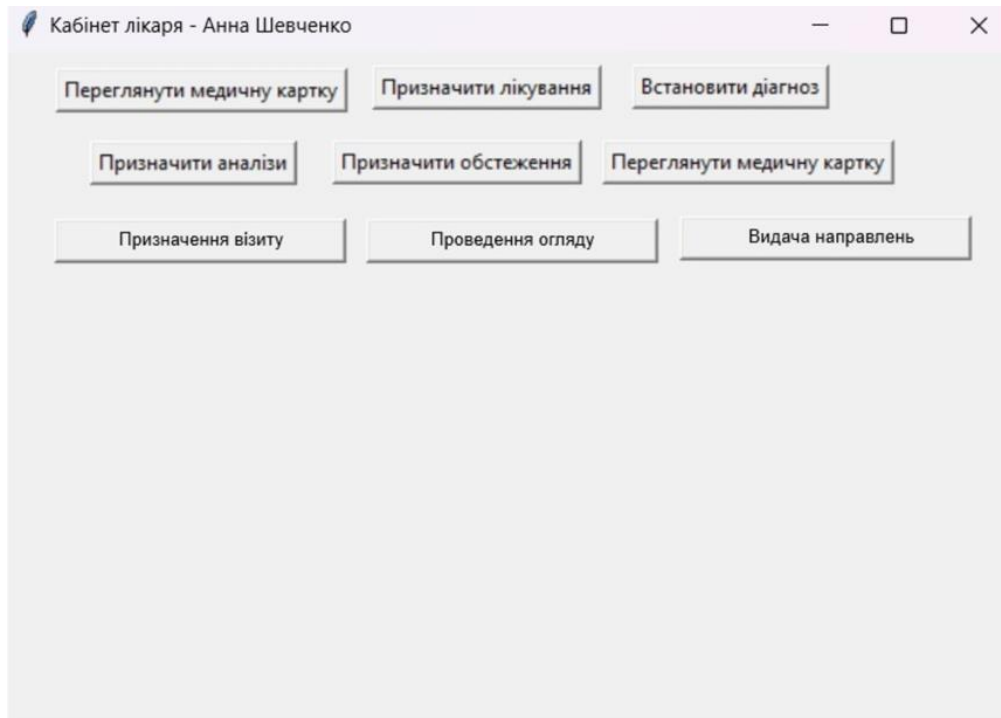 Кабінет лікаря - Анна Шевченко
Переглянути медичну картку Призначити лікування Встановити діагноз
Призначити аналізи Призначити обстеження Переглянути медичну картку
Призначення візиту Проведення огляду Видача направлень